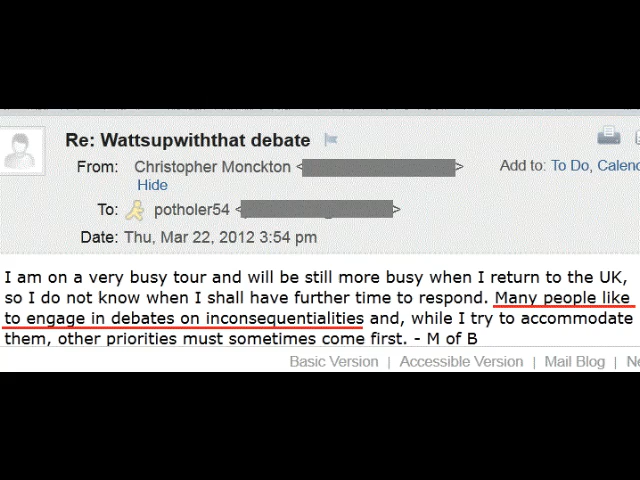 Re: Wattsupwiththat debate
From: Christopher Monckton < >
Add to: To Do, Calend
Hide
To: potholer54 < >
Date: Thu, Mar 22, 2012 3:54 pm
I am on a very busy tour and will be still more busy when I return to the UK,
so I do not know when I shall have further time to respond. Many people like
to engage in debates on inconsequentialities and, while I try to accommodate
them, other priorities must sometimes come first. - M of B
Basic Version | Accessible Version | Mail Blog | Ne